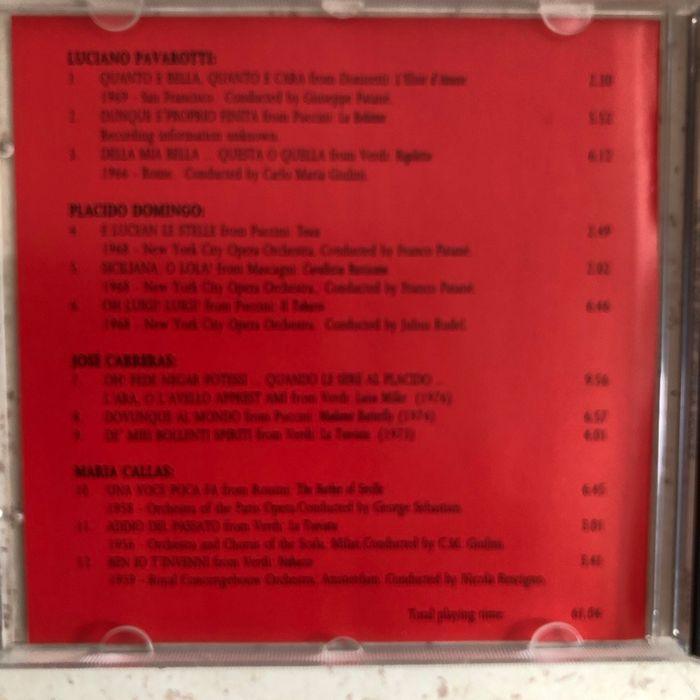 LUCIANO PAVAROTTI:
1. QUANTO E BELLA, QUANTO E CARA from Donizetti: L'Elisir d'Amore 2.10
1969 - San Francisco. Conducted by Giuseppe Patané.
2. DUNQUE E'PROPRIO FINITA from Puccini: La Bohème 5.52
Recording information unknown.
3. DELLA MIA BELLA ... QUESTA O QUELLA from Verdi: Rigoletto 6.12
1966 - Rome. Conducted by Carlo Maria Giulini.
PLACIDO DOMINGO:
4. E LUCEAN LE STELLE from Puccini: Tosca 2.49
1968 - New York City Opera Orchestra. Conducted by Franco Patané.
5. SICILIANA, O LOLA' from Mascagni: Cavalleria Rusticana 2.02
1968 - New York City Opera Orchestra. Conducted by Franco Patané.
6. OH LUIGI! LUIGI! from Puccini: Il Tabarro 6.46
1968 - New York City Opera Orchestra. Conducted by Julius Rudel.
JOSÉ CARRERAS:
7. OH! FEDE NEGAR POTESSI ... QUANDO LE SERE AL PLACIDO ... 9.56
L'ARA, O L'AVELLO APPREST AMI from Verdi: Luisa Miller (1974)
8. DOVUNQUE AL MONDO from Puccini: Madame Butterfly (1974) 6.57
9. DE' MIEI BOLLENTI SPIRITI from Verdi: La Traviata (1973) 4.01
MARIA CALLAS:
10. UNA VOCE POCA FA from Rossini: The Barber of Seville 6.45
1958 - Orchestra of the Paris Opera.Conducted by George Sebastian.
11. ADDIO DEL PASSATO from Verdi: La Traviata 3.01
1956 - Orchestra and Chorus of the Scala, Milan.Conducted by C.M. Giulini.
12. BEN IO T'INVENNI from Verdi: Nabucco 5.41
1959 - Royal Concertgebouw Orchestra, Amsterdam. Conducted by Nicola Rescigno.
Total playing time: 61.04